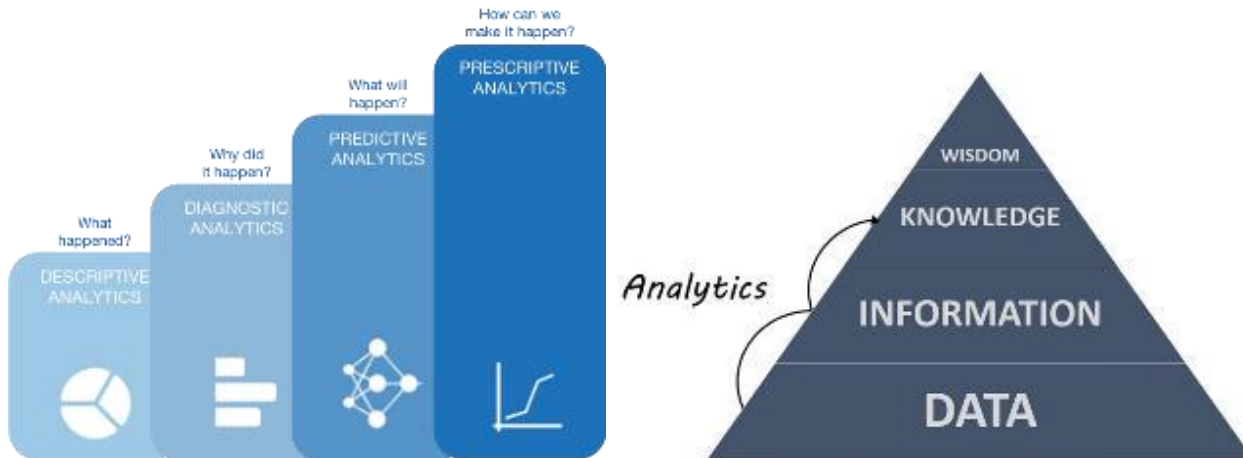 What
happened?
DESCRIPTIVE
ANALYTICS
Why did
it happen?
DIAGNOSTIC
ANALYTICS
What will
happen?
PREDICTIVE
ANALYTICS
How can we
make it happen?
PRESCRIPTIVE
ANALYTICS
Analytics
WISDOM
KNOWLEDGE
INFORMATION
DATA